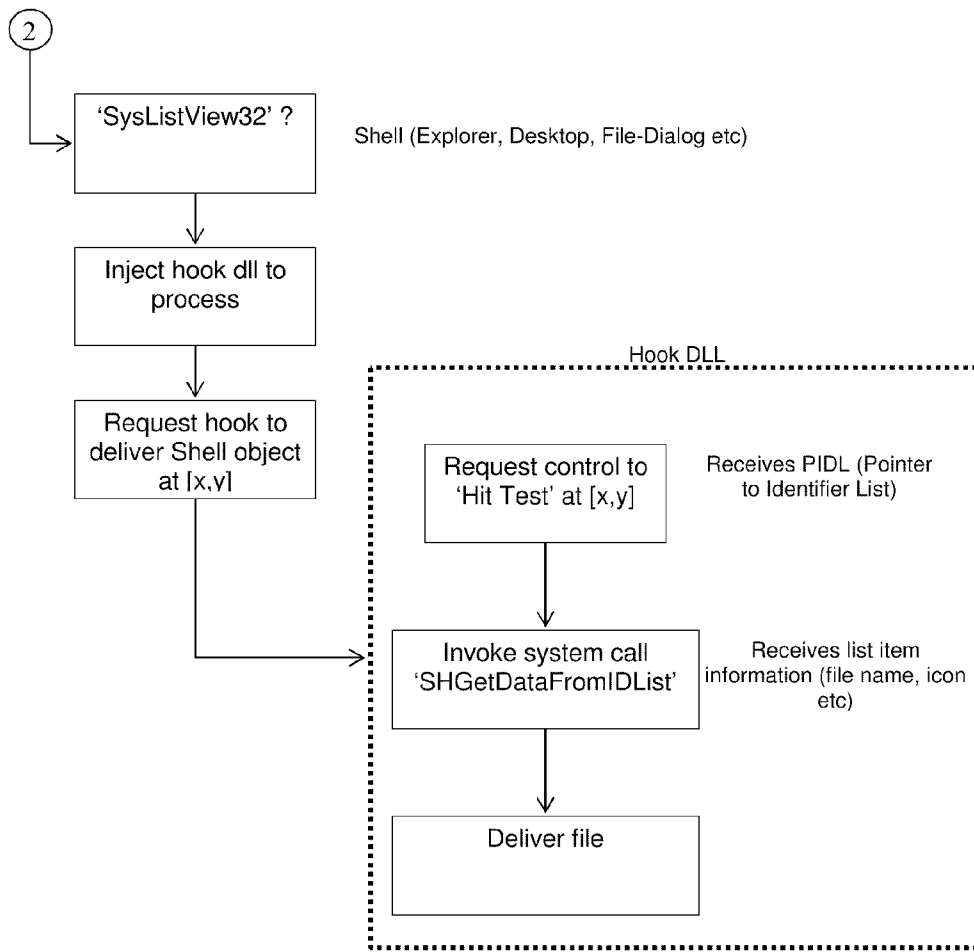 2
‘SysListView32’ ?
Shell (Explorer, Desktop, File-Dialog etc)
Inject hook dll to
process
Request hook to
deliver Shell object
at [x,y]
Hook DLL
Request control to
‘Hit Test’ at [x,y]
Receives PIDL (Pointer
to Identifier List)
Invoke system call
‘SHGetDataFromIDList’
Receives list item
information (file name, icon
etc)
Deliver file